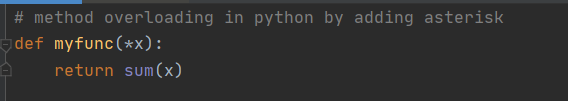 # method overloading in python by adding asterisk
def myfunc(*x):
    return sum(x)